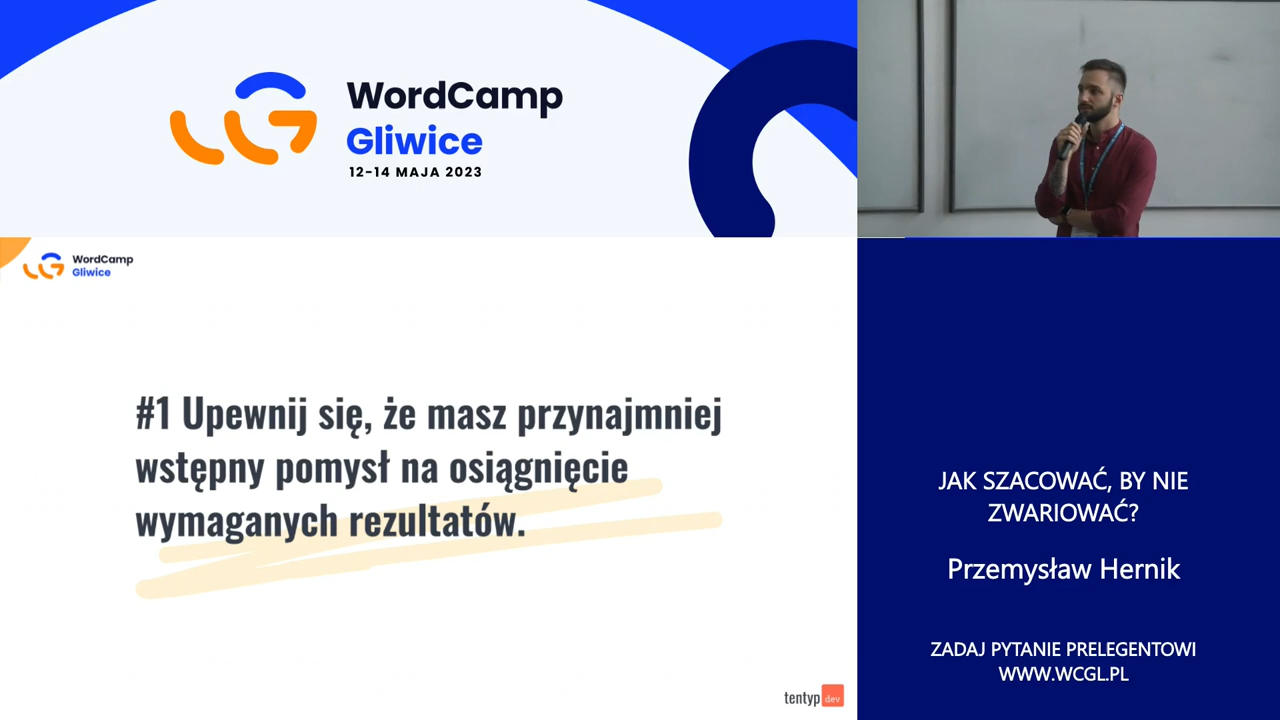 WordCamp
Gliwice
12-14 MAJA 2023
WordCamp
Gliwice
#1 Upewnij się, że masz przynajmniej
wstępny pomysł na osiągnięcie
wymaganych rezultatów.
tentyp dev
JAK SZACOWAĆ, BY NIE
ZWARIOWAĆ?
Przemysław Hernik
ZADAJ PYTANIE PRELEGENTOWI
WWW.WCGL.PL